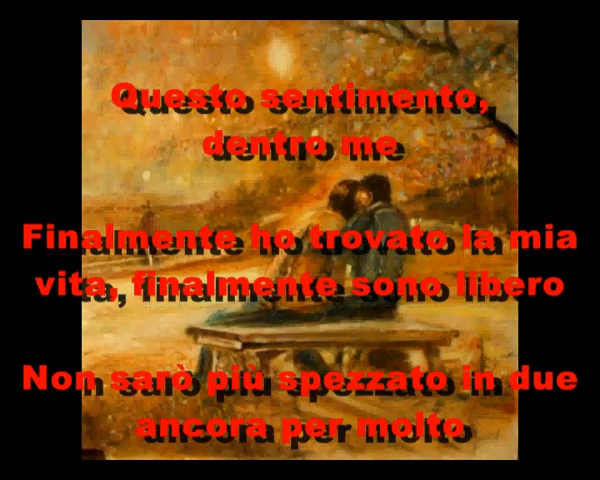 Questo sentimento,
dentro me
Finalmente ho trovato la mia
vita, finalmente sono libero
Non sarò più spezzato in due
ancora per molto